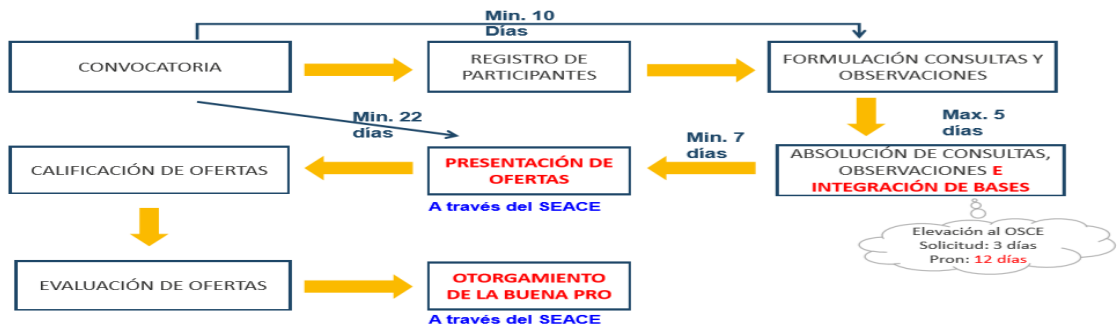 Min. 10
Días
CONVOCATORIA
REGISTRO DE
PARTICIPANTES
FORMULACIÓN CONSULTAS Y
OBSERVACIONES
Min. 22
días
Max. 5
días
Min. 7
días
CALIFICACIÓN DE OFERTAS
PRESENTACIÓN DE
OFERTAS
A través del SEACE
ABSOLUCIÓN DE CONSULTAS,
OBSERVACIONES E
INTEGRACIÓN DE BASES
Elevación al OSCE
Solicitud: 3 días
Pron: 12 días
EVALUACIÓN DE OFERTAS
OTORGAMIENTO
DE LA BUENA PRO
A través del SEACE